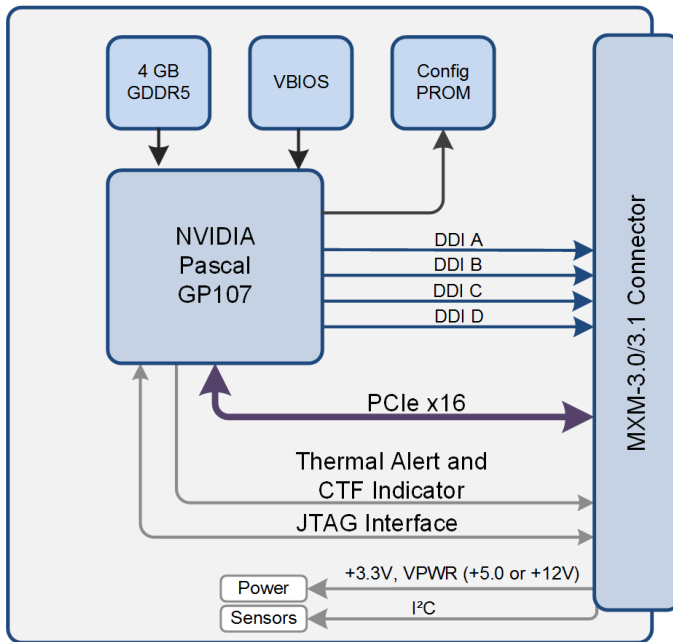 4 GB
GDDR5
VBIOS
Config
PROM
NVIDIA
Pascal
GP107
DDI A
DDI B
DDI C
DDI D
MXM-3.0/3.1 Connector
PCIe x16
Thermal Alert and
CTF Indicator
JTAG Interface
+3.3V, VPWR (+5.0 or +12V)
Power
I²C
Sensors